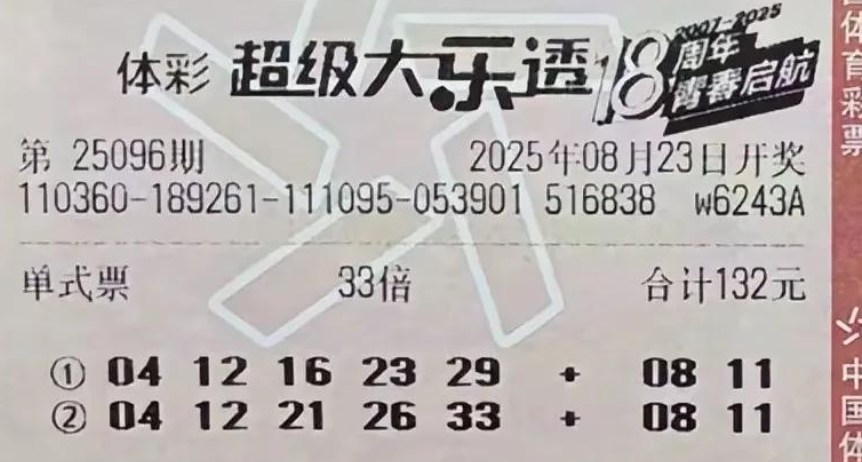 体彩 超级大乐透 18 2007-2025
周年
青春启航
第 25096期 2025年08月23日开奖
110360-189261-111095-053901 516838 w6243A
单式票 33倍 合计132元
① 04 12 16 23 29 + 08 11
② 04 12 21 26 33 + 08 11
体育彩票
中国体